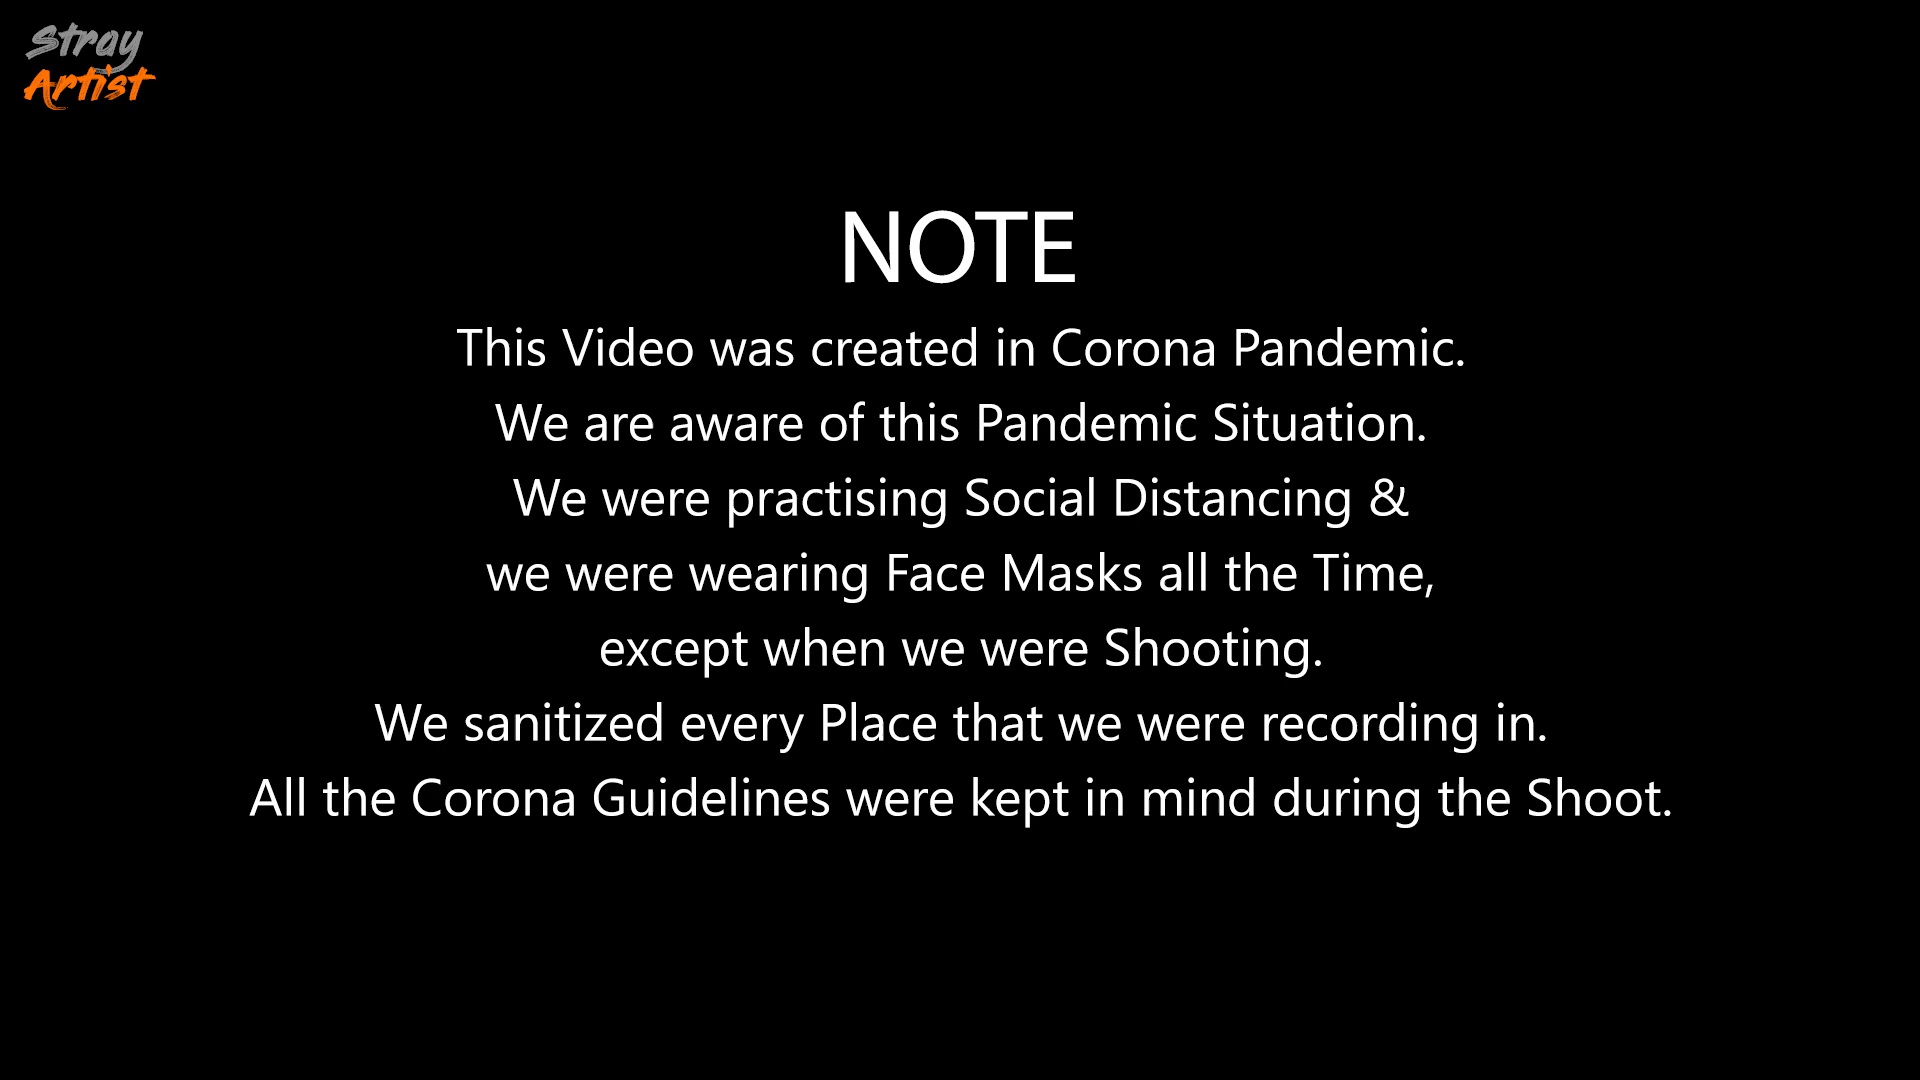 Stray
Artist
NOTE
This Video was created in Corona Pandemic.
We are aware of this Pandemic Situation.
We were practising Social Distancing &
we were wearing Face Masks all the Time,
except when we were Shooting.
We sanitized every Place that we were recording in.
All the Corona Guidelines were kept in mind during the Shoot.